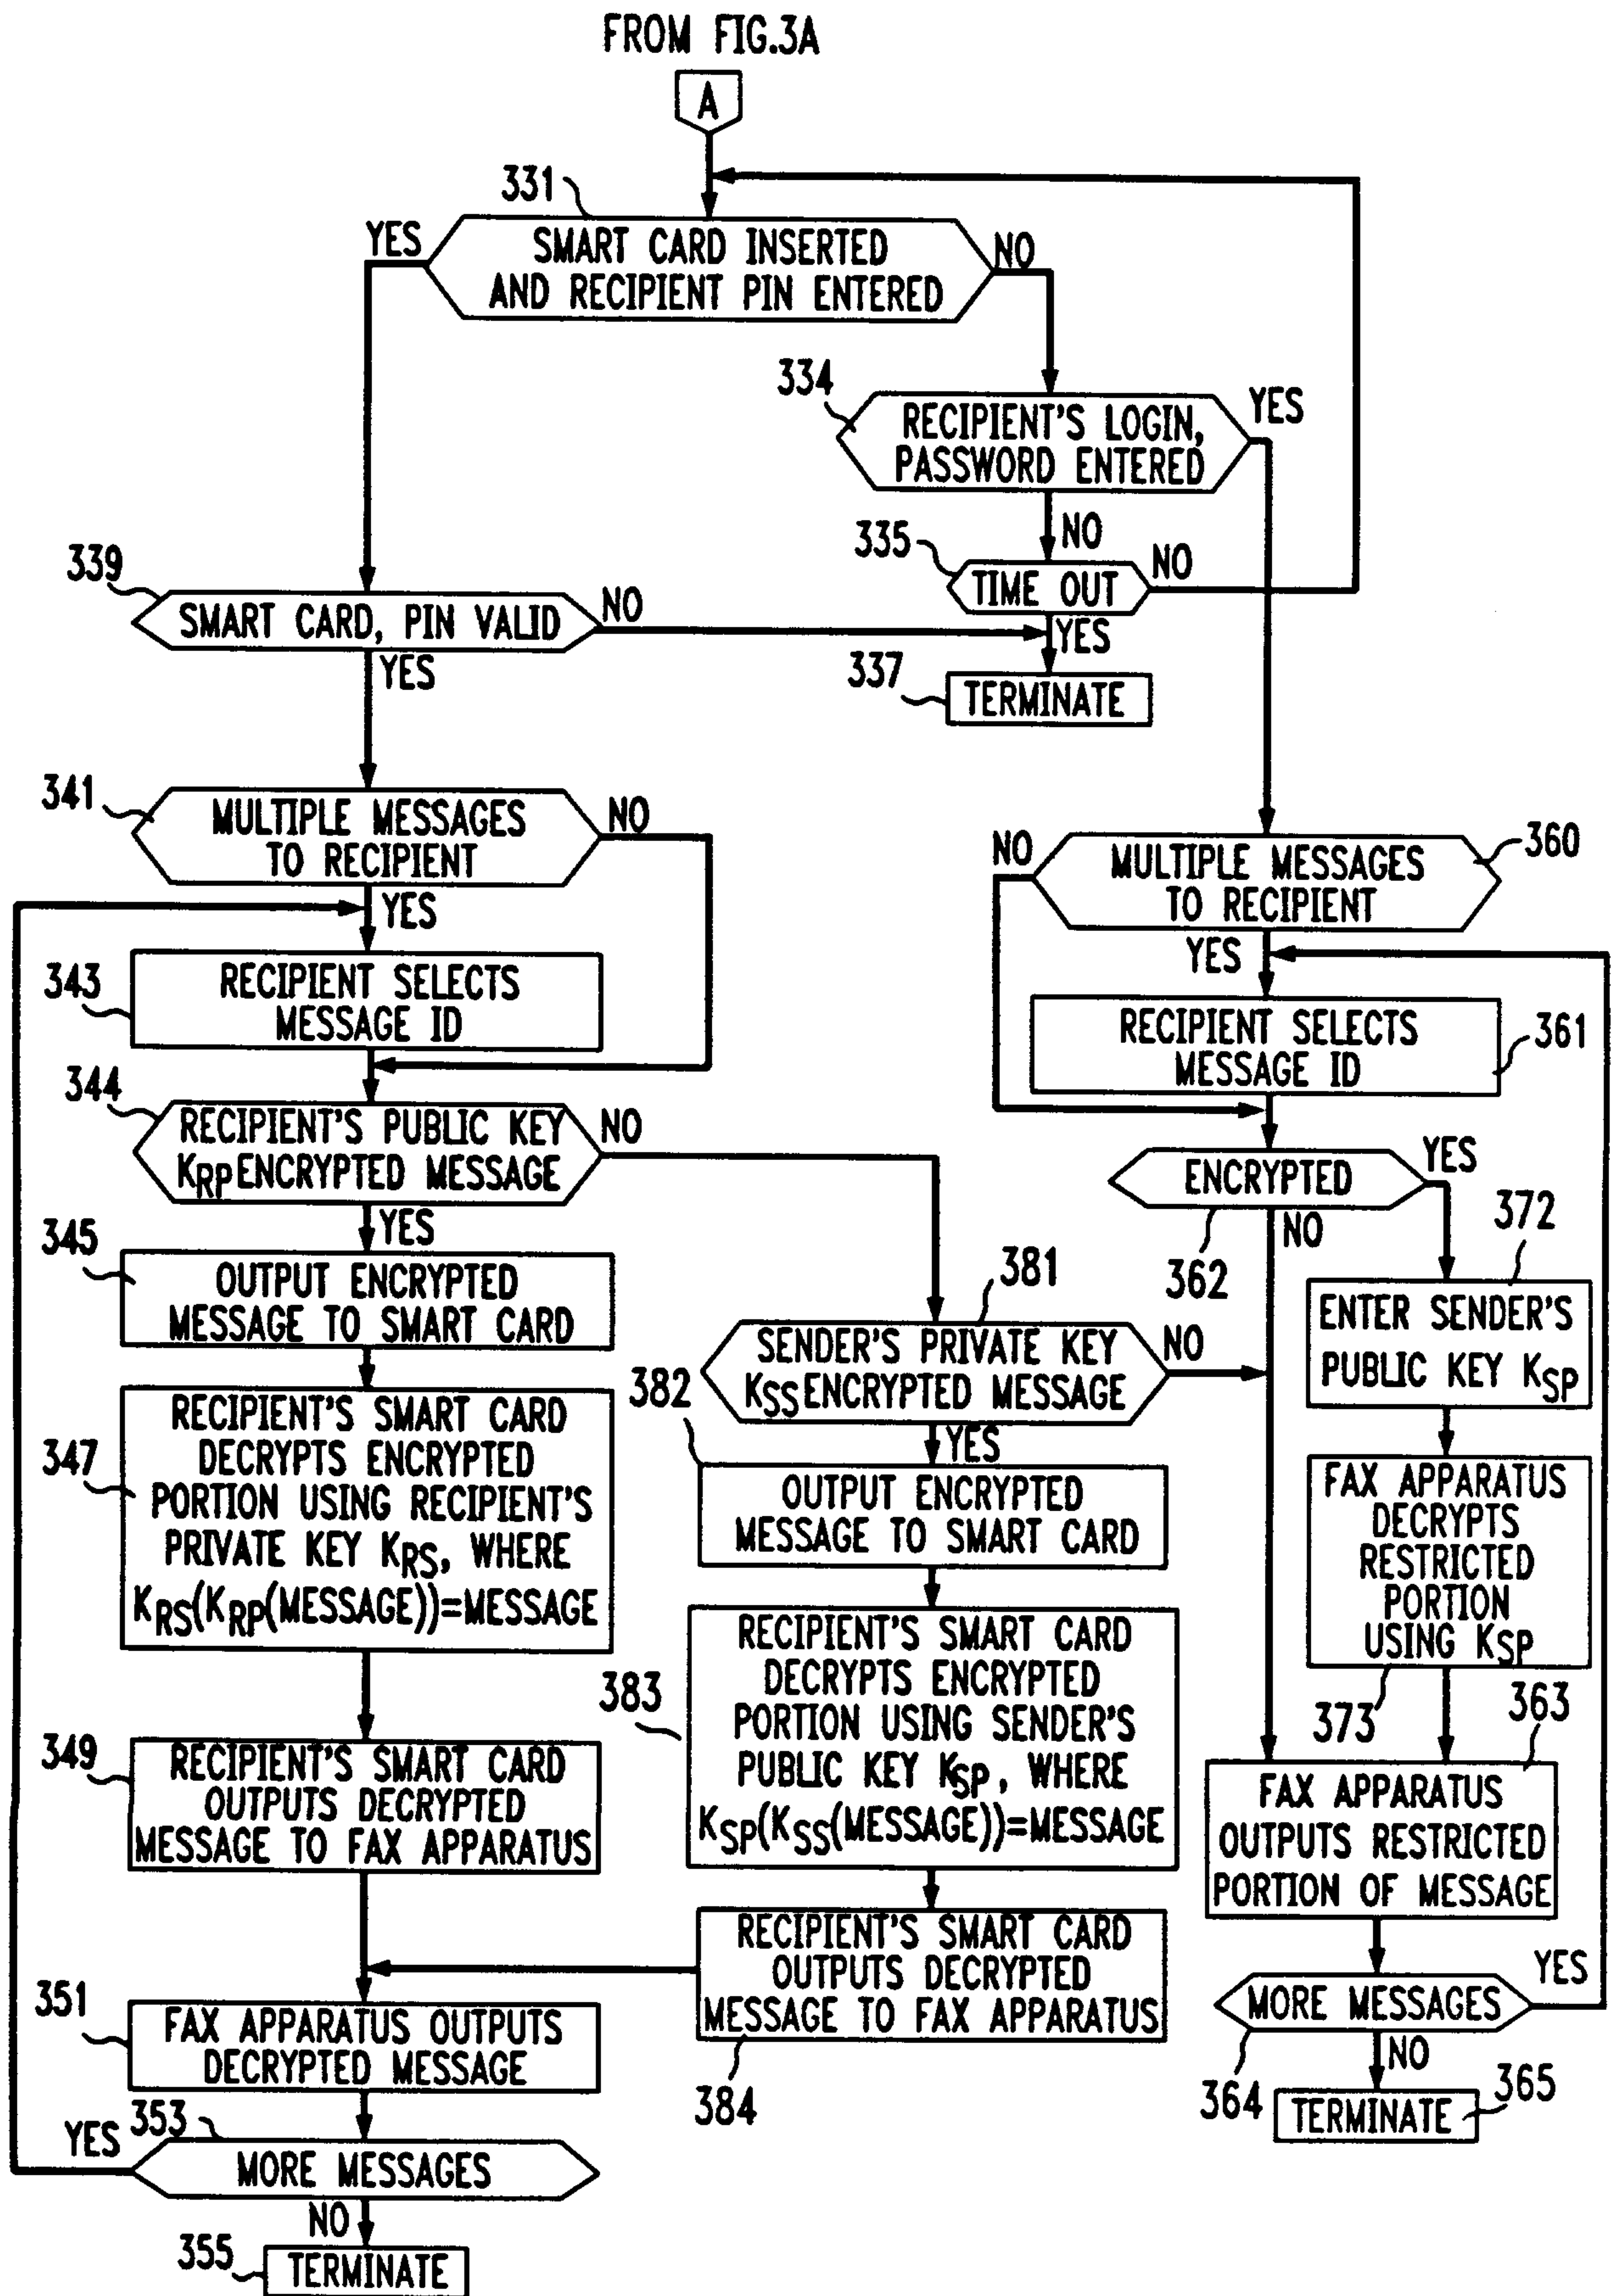 FROM FIG.3A
A
331
YES
SMART CARD INSERTED
AND RECIPIENT PIN ENTERED
NO
334
RECIPIENT'S LOGIN,
PASSWORD ENTERED
YES
NO
335
TIME OUT
NO
YES
337
TERMINATE
339
SMART CARD, PIN VALID
NO
YES
341
MULTIPLE MESSAGES
TO RECIPIENT
NO
YES
343
RECIPIENT SELECTS
MESSAGE ID
344
RECIPIENT'S PUBLIC KEY
KRP ENCRYPTED MESSAGE
NO
YES
345
OUTPUT ENCRYPTED
MESSAGE TO SMART CARD
347
RECIPIENT'S SMART CARD
DECRYPTS ENCRYPTED
PORTION USING RECIPIENT'S
PRIVATE KEY KRS, WHERE
KRS(KRP(MESSAGE))=MESSAGE
349
RECIPIENT'S SMART CARD
OUTPUTS DECRYPTED
MESSAGE TO FAX APPARATUS
351
FAX APPARATUS OUTPUTS
DECRYPTED MESSAGE
353
YES
MORE MESSAGES
NO
355
TERMINATE
381
SENDER'S PRIVATE KEY
KSS ENCRYPTED MESSAGE
NO
YES
382
OUTPUT ENCRYPTED
MESSAGE TO SMART CARD
383
RECIPIENT'S SMART CARD
DECRYPTS ENCRYPTED
PORTION USING SENDER'S
PUBLIC KEY KSP, WHERE
KSP(KSS(MESSAGE))=MESSAGE
RECIPIENT'S SMART CARD
OUTPUTS DECRYPTED
MESSAGE TO FAX APPARATUS
384
NO
MULTIPLE MESSAGES
TO RECIPIENT
360
YES
RECIPIENT SELECTS
MESSAGE ID
361
ENCRYPTED
YES
362
NO
372
ENTER SENDER'S
PUBLIC KEY KSP
FAX APPARATUS
DECRYPTS
RESTRICTED
PORTION
USING KSP
373
363
FAX APPARATUS
OUTPUTS RESTRICTED
PORTION OF MESSAGE
YES
MORE MESSAGES
364
NO
TERMINATE
365